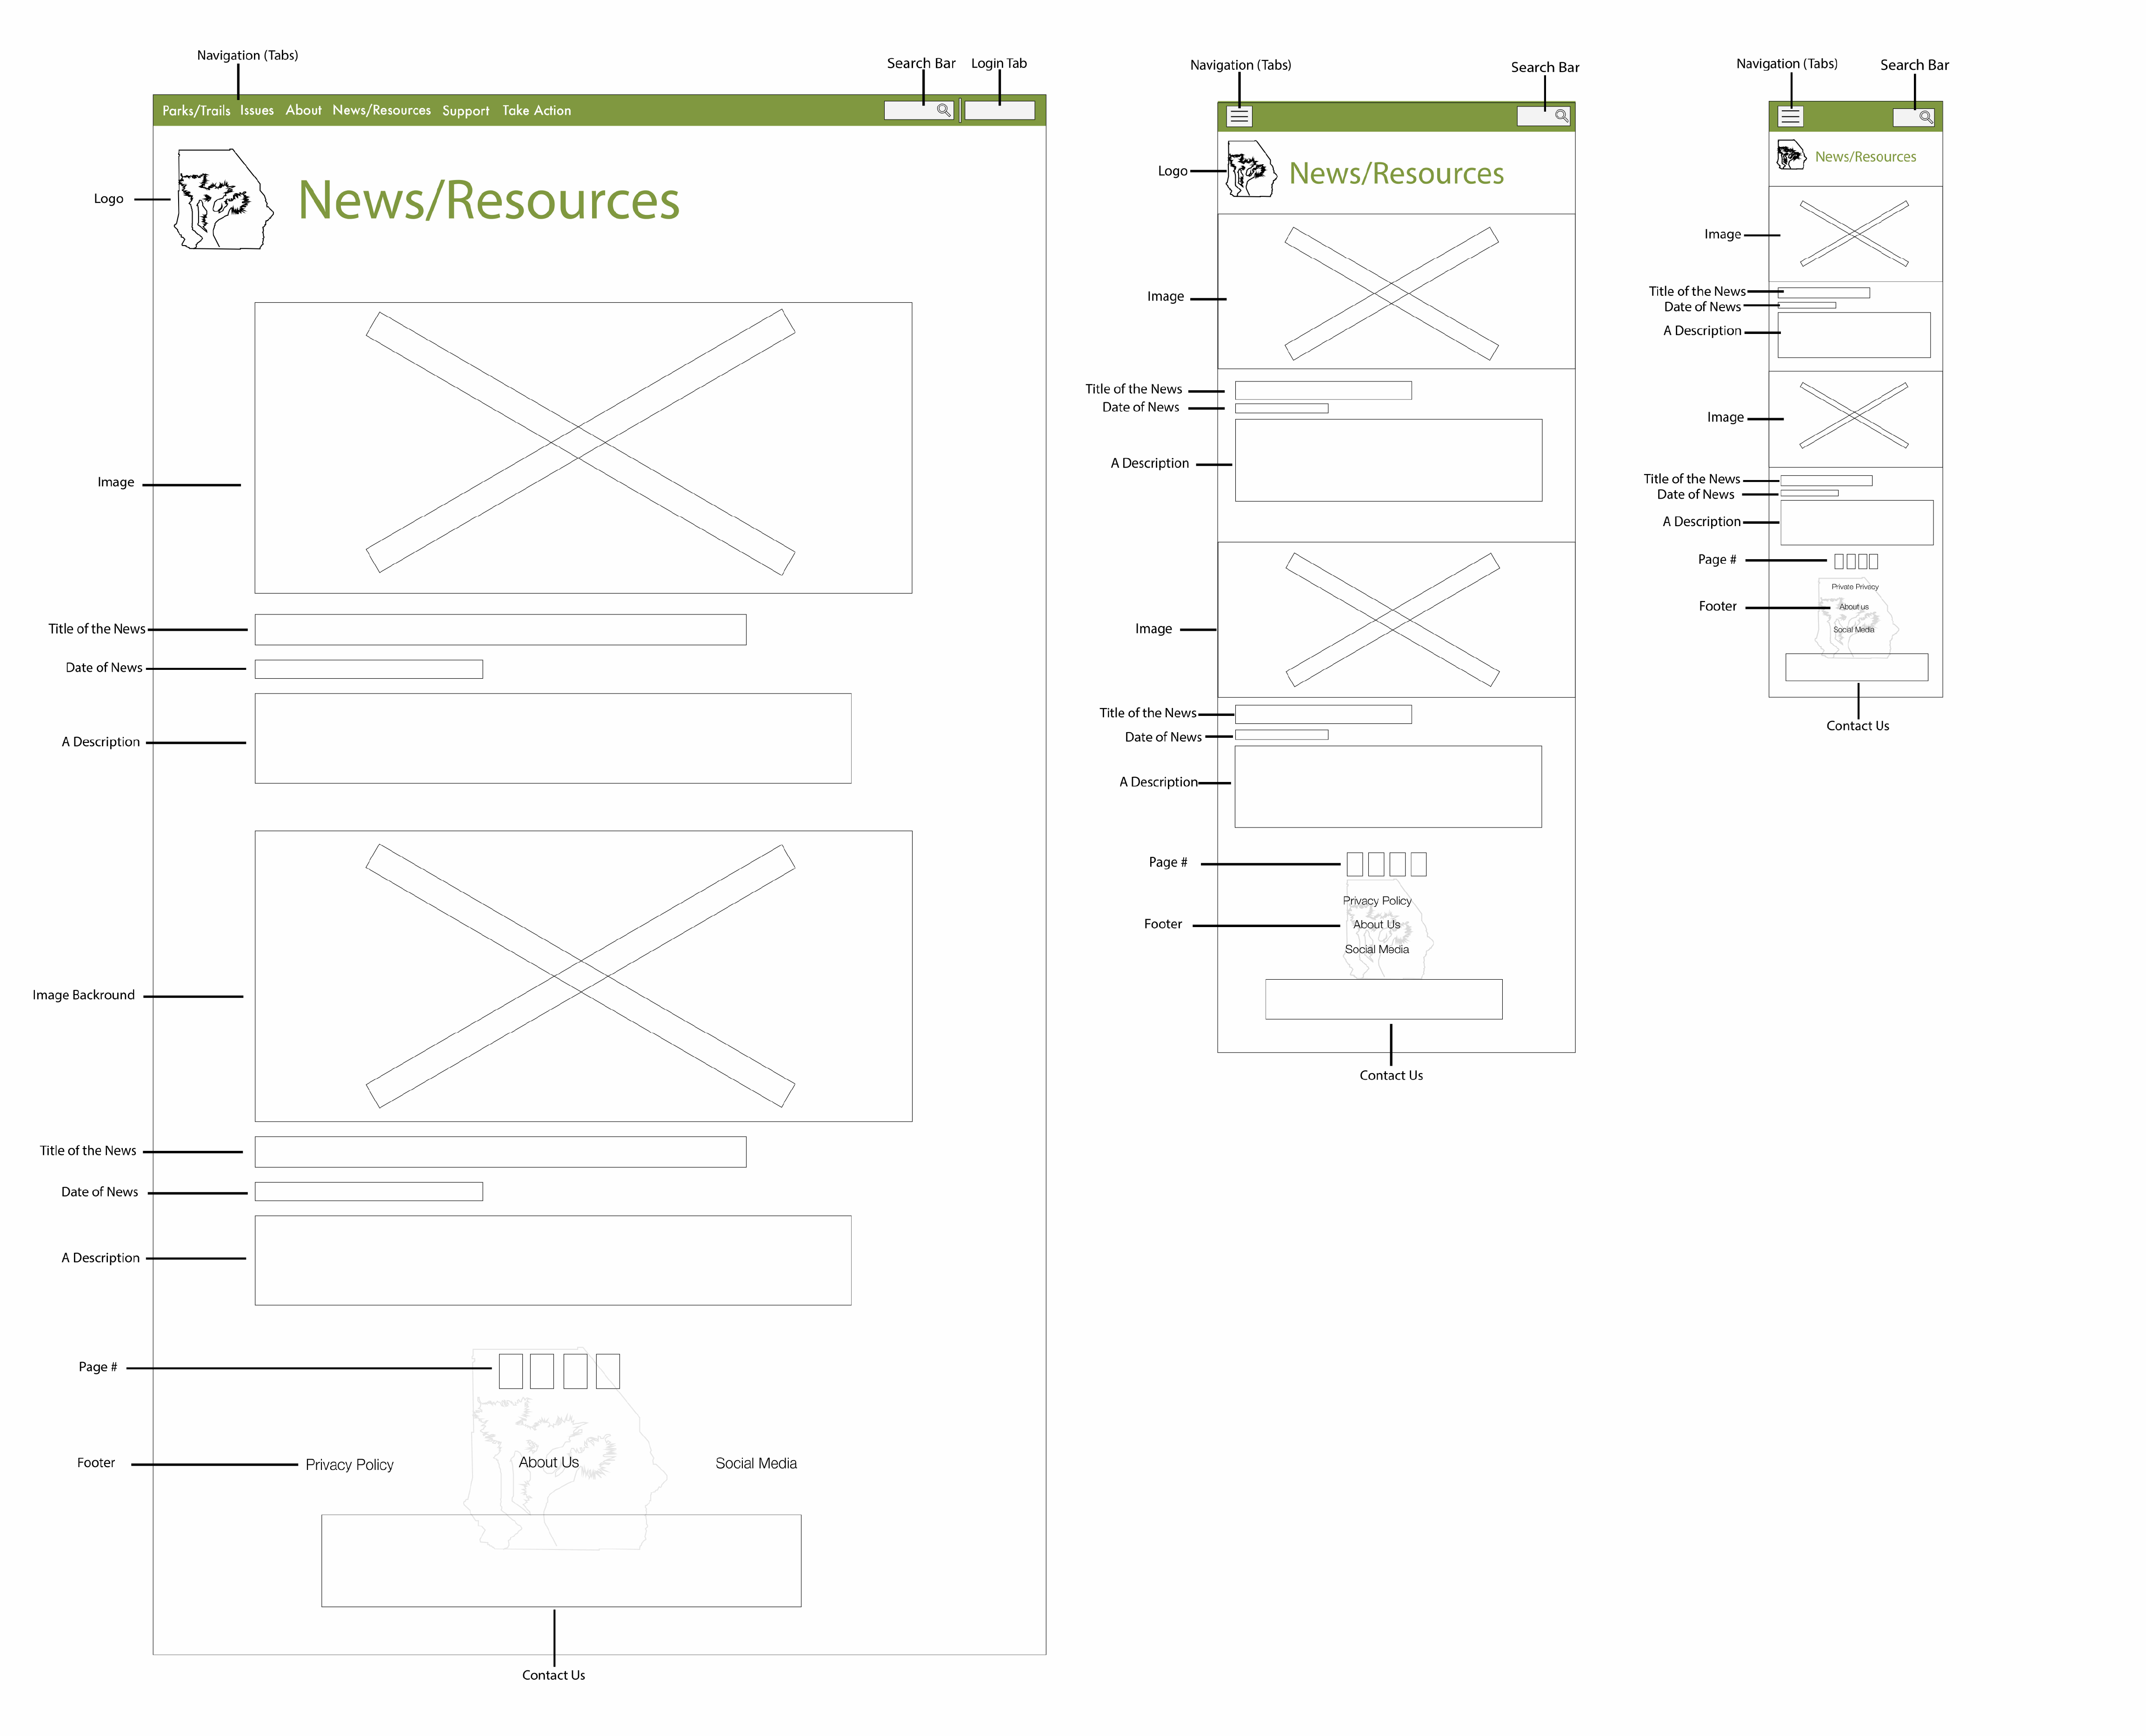 Navigation (Tabs)
Search Bar
Login Tab
Parks/Trails Issues About News/Resources Support Take Action
Logo
News/Resources
Image
Title of the News
Date of News
A Description
Image Backround
Title of the News
Date of News
A Description
Page #
Footer
Privacy Policy
About Us
Social Media
Contact Us
Navigation (Tabs)
Search Bar
Logo
News/Resources
Image
Title of the News
Date of News
A Description
Image
Title of the News
Date of News
A Description
Page #
Privacy Policy
Footer
About Us
Social Media
Contact Us
Navigation (Tabs)
Search Bar
News/Resources
Image
Title of the News
Date of News
A Description
Image
Title of the News
Date of News
A Description
Page #
Private Privacy
Footer
About us
Social Media
Contact Us